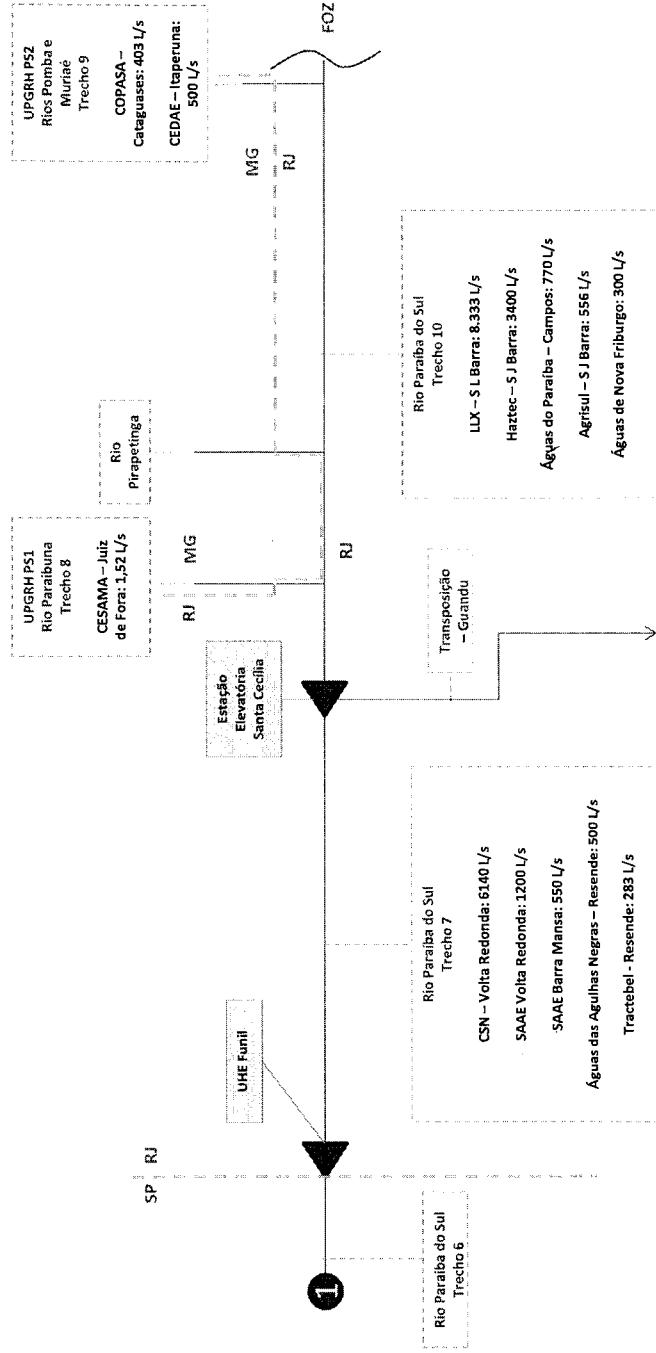 UPGRH PS1
Rio Paraibuna
Trecho 8
CESAMA – Juiz
de Fora: 1,52 L/s
UPGRH PS2
Rios Pomba e
Muriaé
Trecho 9
COPASA –
Cataguases: 403 L/s
CEDAE – Itaperuna:
500 L/s
Rio
Pirapetinga
Estação
Elevatória
Santa Cecília
UHE Funil
SP
RJ
RJ
MG
RJ
MG
RJ
FOZ
1
Rio Paraíba do Sul
Trecho 6
Rio Paraíba do Sul
Trecho 7
CSN – Volta Redonda: 6140 L/s
SAAE Volta Redonda: 1200 L/s
SAAE Barra Mansa: 550 L/s
Águas das Agulhas Negras – Resende: 500 L/s
Tractebel - Resende: 283 L/s
Transposição
– Guandu
Rio Paraíba do Sul
Trecho 10
LLX – S L Barra: 8.333 L/s
Haztec – S J Barra: 3400 L/s
Águas do Paraíba – Campos: 770 L/s
Agrisul – S J Barra: 556 L/s
Águas de Nova Friburgo: 300 L/s